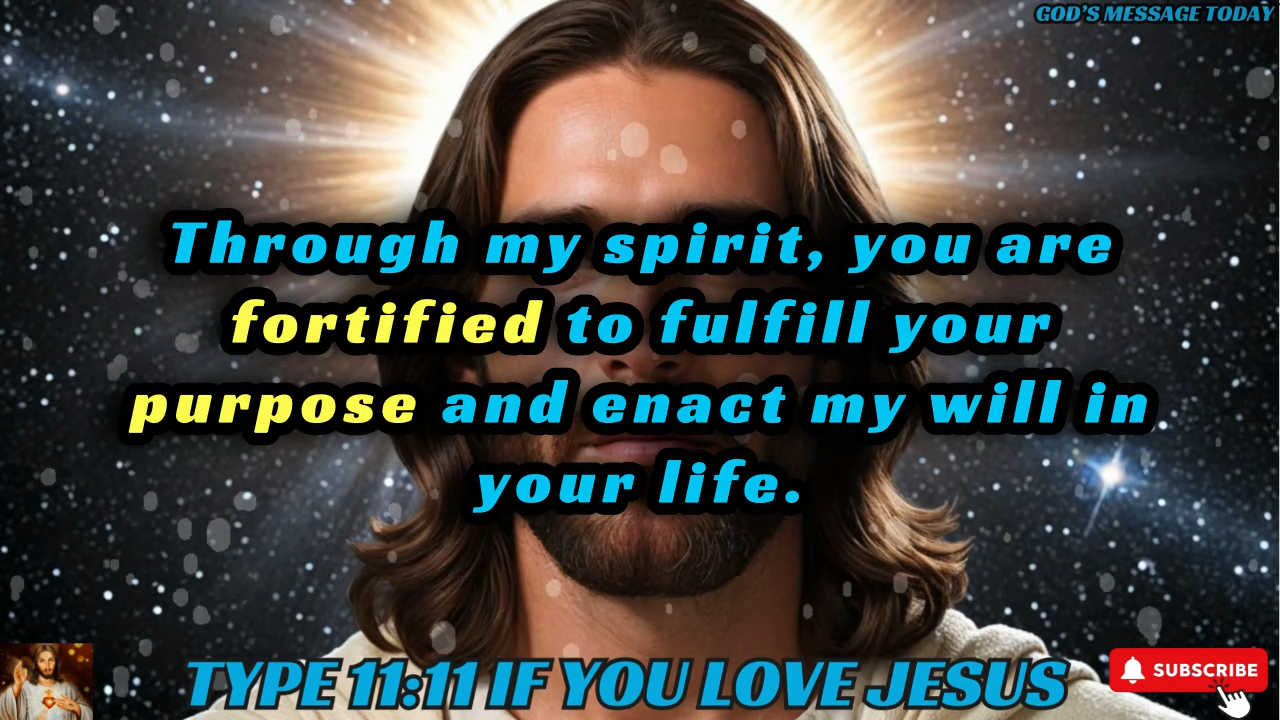 GOD'S MESSAGE TODAY
Through my spirit, you are
fortified to fulfill your
purpose and enact my will in
your life.
TYPE 11:11 IF YOU LOVE JESUS
SUBSCRIBE